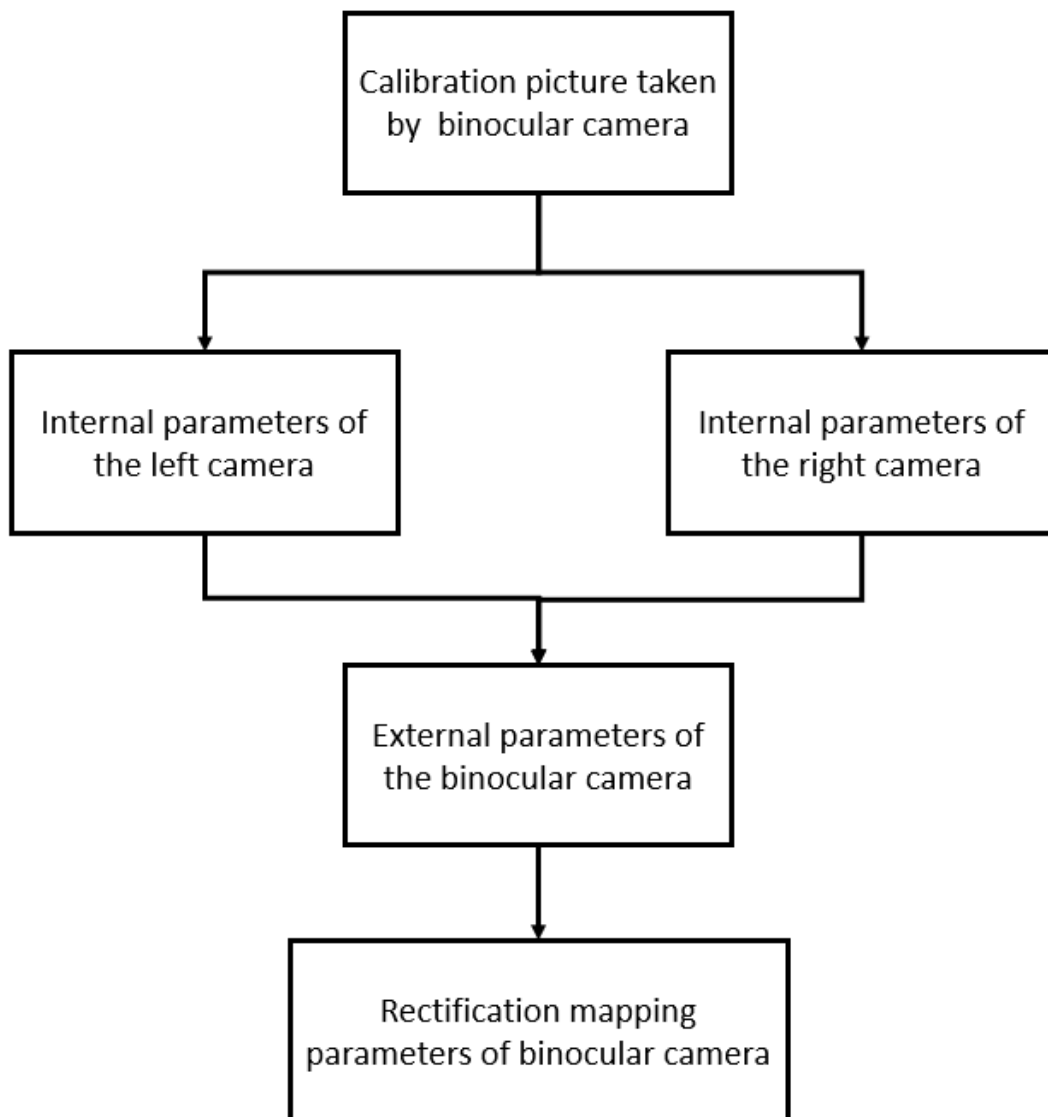 Calibration picture taken
by binocular camera
Internal parameters of
the left camera
Internal parameters of
the right camera
External parameters of
the binocular camera
Rectification mapping
parameters of binocular camera